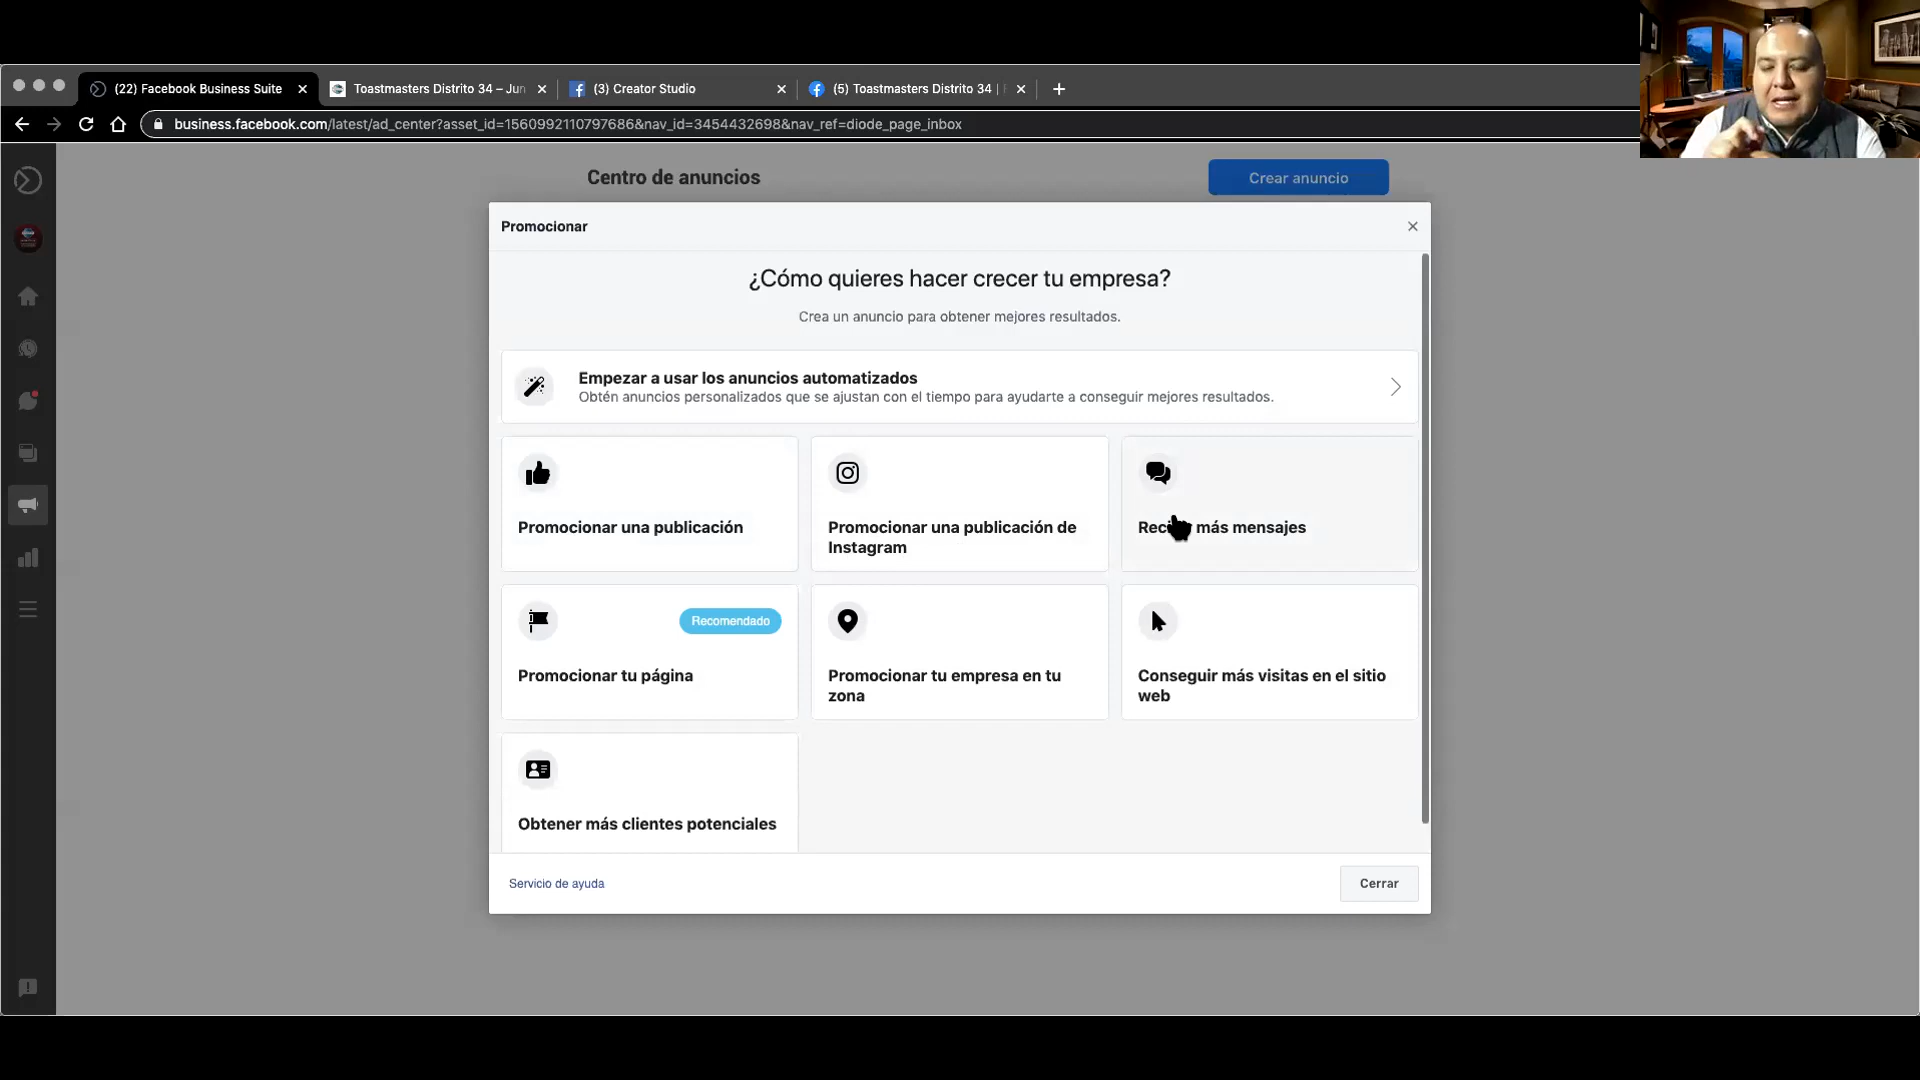 (22) Facebook Business Suite
Toastmasters Distrito 34 – Jun
(3) Creator Studio
(5) Toastmasters Distrito 34 |
business.facebook.com/latest/ad_center?asset_id=1560992110797686&nav_id=3454432698&nav_ref=diode_page_inbox
Centro de anuncios
Crear anuncio
Promocionar
¿Cómo quieres hacer crecer tu empresa?
Crea un anuncio para obtener mejores resultados.
Empezar a usar los anuncios automatizados
Obtén anuncios personalizados que se ajustan con el tiempo para ayudarte a conseguir mejores resultados.
Promocionar una publicación
Promocionar una publicación de
Instagram
más mensajes
Recomendado
Promocionar tu página
Promocionar tu empresa en tu
zona
Conseguir más visitas en el sitio
web
Obtener más clientes potenciales
Servicio de ayuda
Cerrar